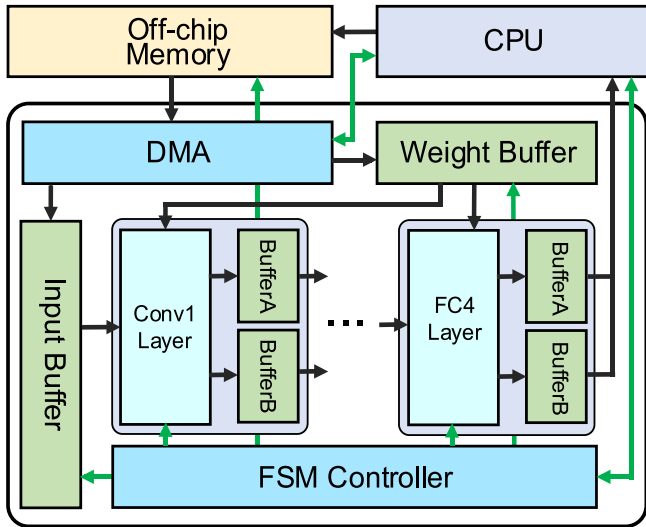 Off-chip
Memory
CPU
DMA
Weight Buffer
Input Buffer
Conv1
Layer
BufferA
BufferB
....
FC4
Layer
BufferA
BufferB
FSM Controller